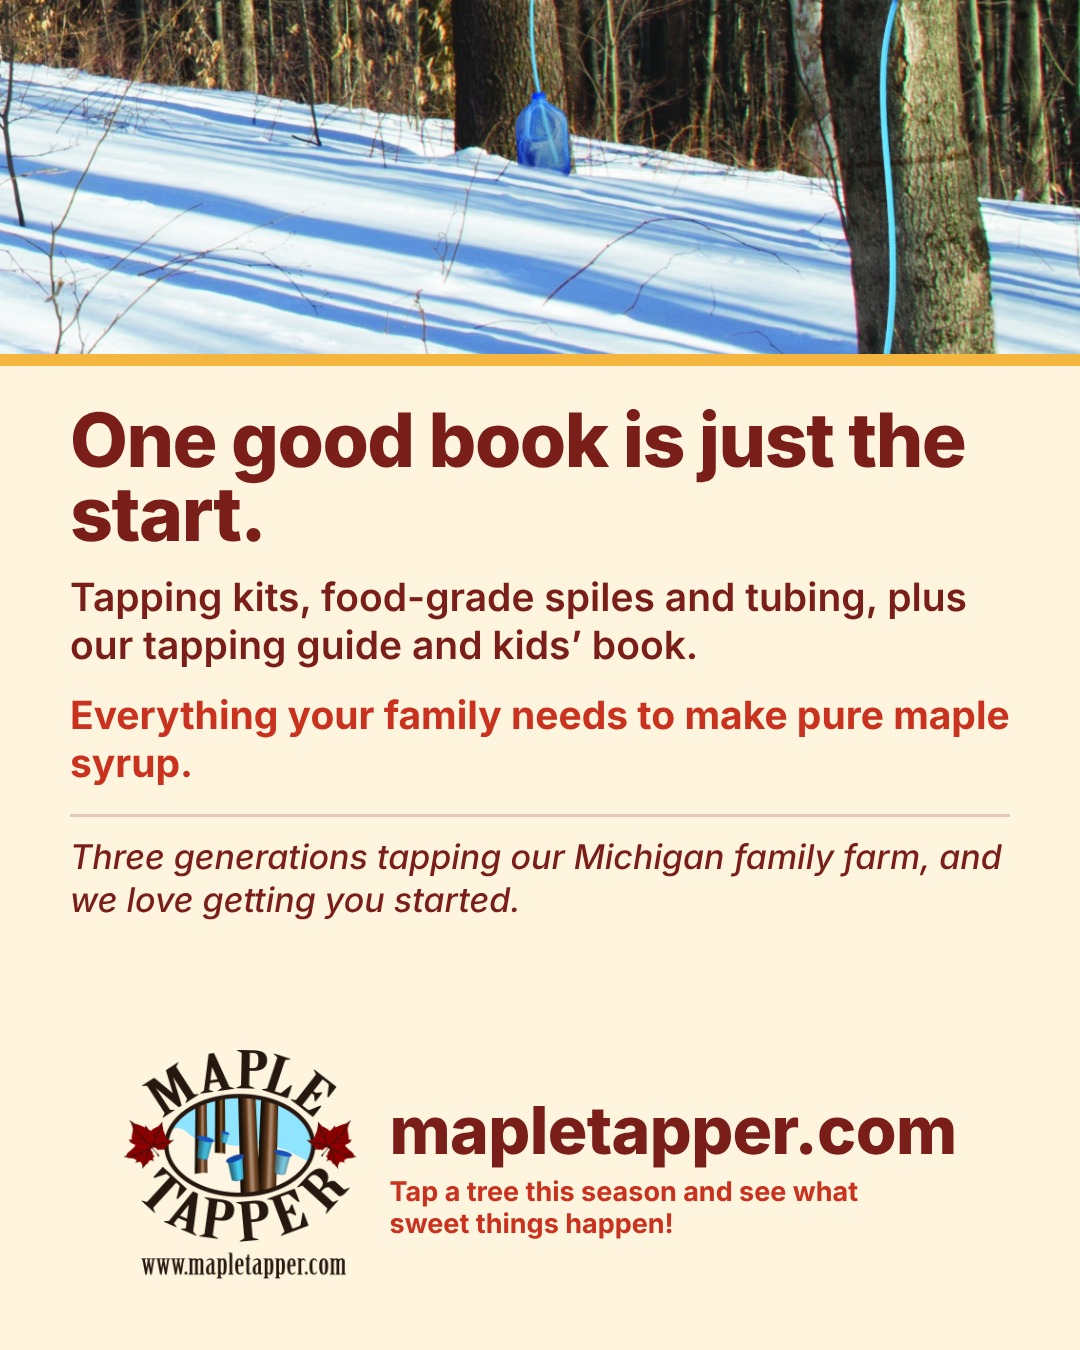 One good book is just the
start.
Tapping kits, food-grade spiles and tubing, plus
our tapping guide and kids’ book.
Everything your family needs to make pure maple
syrup.
Three generations tapping our Michigan family farm, and
we love getting you started.
MAPLE
TAPPER
www.mapletapper.com
mapletapper.com
Tap a tree this season and see what
sweet things happen!